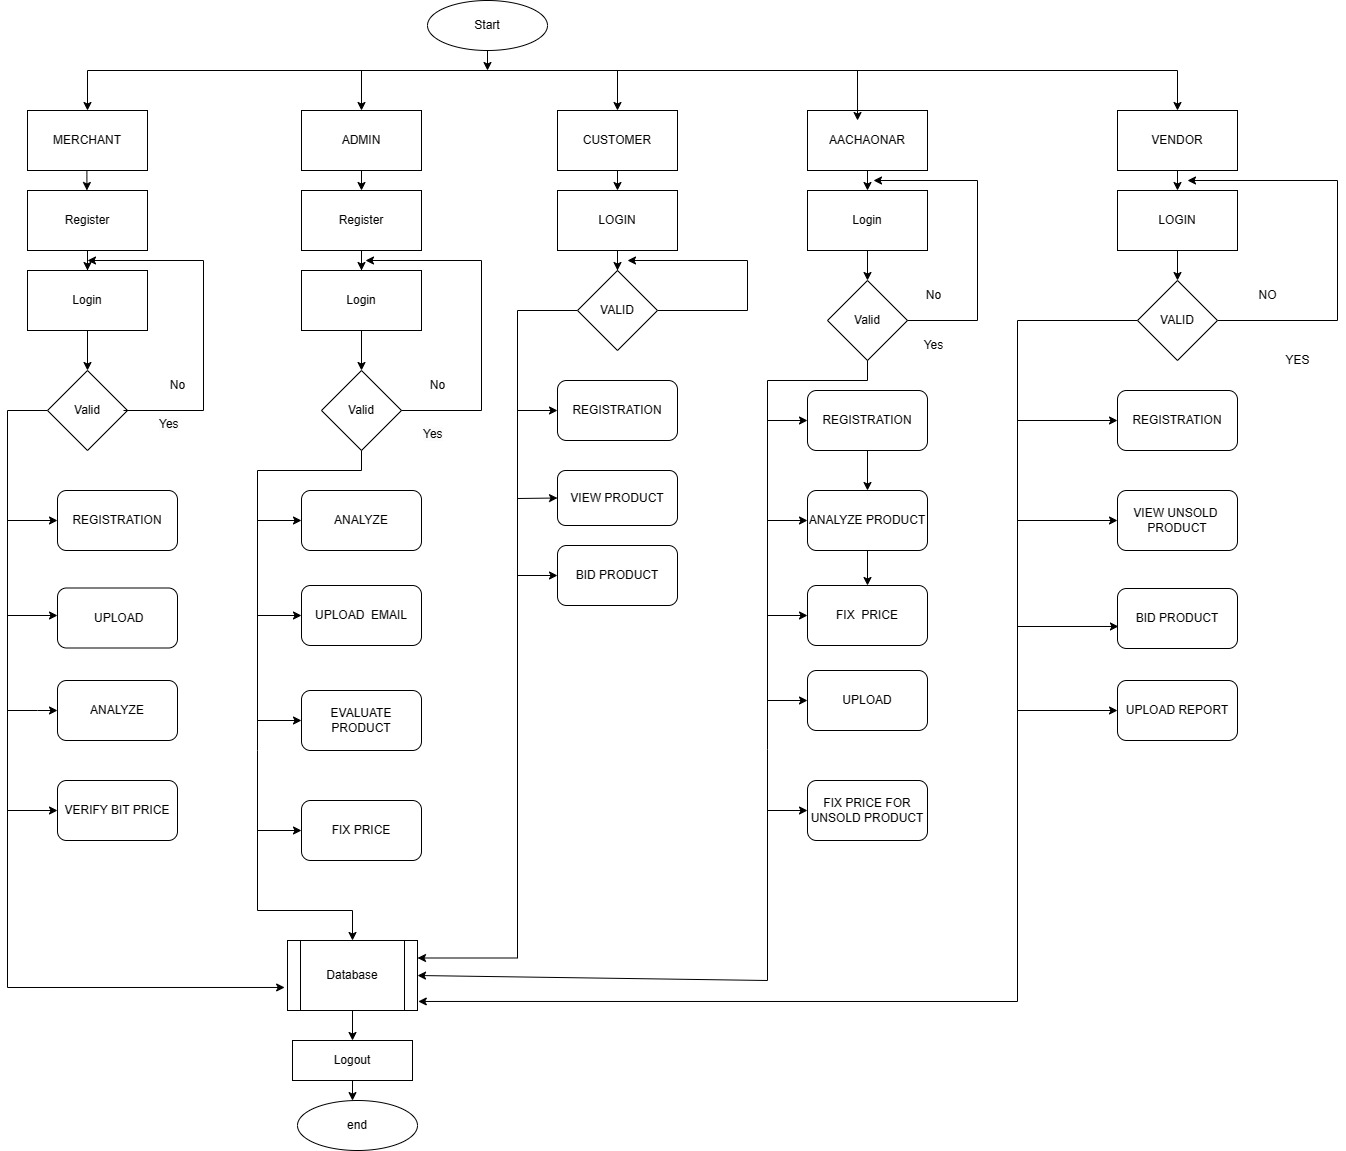 Start
MERCHANT
ADMIN
CUSTOMER
AACHAONAR
VENDOR
Register
Register
LOGIN
Login
LOGIN
Login
Login
VALID
Valid
VALID
No
NO
Yes
YES
Valid
Valid
No
No
Yes
Yes
REGISTRATION
REGISTRATION
REGISTRATION
REGISTRATION
ANALYZE
VIEW PRODUCT
ANALYZE PRODUCT
VIEW UNSOLD
PRODUCT
BID PRODUCT
UPLOAD
UPLOAD  EMAIL
FIX  PRICE
BID PRODUCT
ANALYZE
EVALUATE
PRODUCT
UPLOAD
UPLOAD REPORT
VERIFY BIT PRICE
FIX PRICE
FIX PRICE FOR
UNSOLD PRODUCT
Database
Logout
end